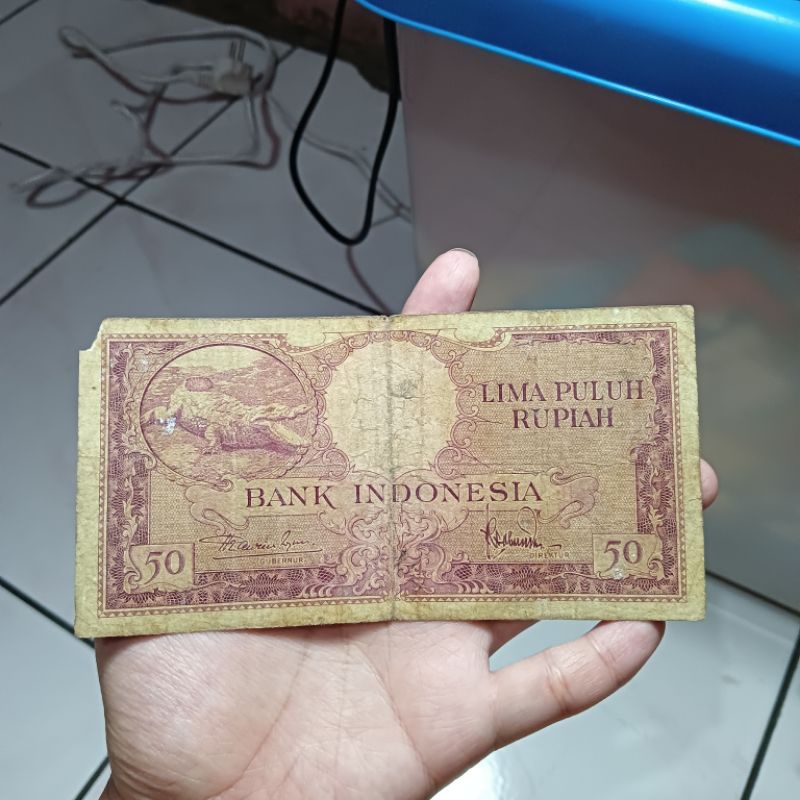 LIMA PULUH
RUPIAH
BANK INDONESIA
GUBERNUR
DIREKTUR
50
50